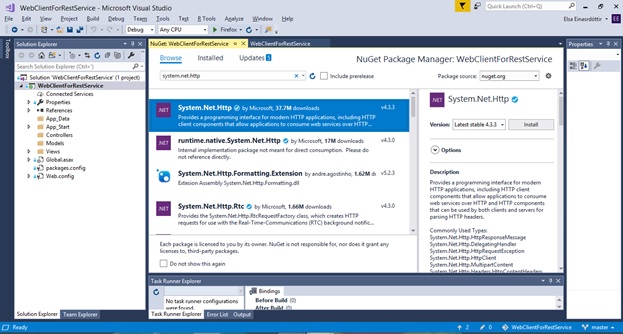 WebClientForRestService - Microsoft Visual Studio
File Edit View Project Build Debug Team Tools Architecture Test Analyze Window Help
Elsa Einarsdóttir
Debug Any CPU Firefox
Toolbox
Solution Explorer
Search Solution Explorer (Ctrl+;)
Solution 'WebClientForRestService' (1 project)
WebClientForRestService
Connected Services
Properties
References
App_Data
App_Start
Controllers
Models
Views
Global.asax
packages.config
Web.config
Solution Explorer Team Explorer
NuGet: WebClientForRestService WebClientForRestService
Browse Installed Updates
NuGet Package Manager: WebClientForRestService
system.net.http
Include prerelease
Package source: nuget.org
.NET
System.Net.Http by Microsoft, 37.7M downloads
v4.3.3
Provides a programming interface for modern HTTP applications, including HTTP
client components that allow applications to consume web services over HTTP...
.NET
runtime.native.System.Net.Http by Microsoft, 17M downloads
v4.3.0
Internal implementation package not meant for direct consumption. Please do
not reference directly.
System.Net.Http.Formatting.Extension by andre.agostinho, 1.62M d
v5.2.3
Extension Assembly System.Net.Http.Formatting.dll
.NET
System.Net.Http.Rtc by Microsoft, 1.66M downloads
v4.3.0
Provides the System.Net.Http.RtcRequestFactory class, which creates HTTP
requests for use with the Real-Time-Communications (RTC) background notific...
Each package is licensed to you by its owner. NuGet is not responsible for, nor does it grant any
licenses to, third-party packages.
Do not show this again
.NET
System.Net.Http
Version: Latest stable 4.3.3 Install
Options
Description
Provides a programming interface for modern
HTTP applications, including HTTP client
components that allow applications to consume
web services over HTTP and HTTP components
that can be used by both clients and servers for
parsing HTTP headers.
Commonly Used Types:
System.Net.Http.HttpResponseMessage
System.Net.Http.DelegatingHandler
System.Net.Http.HttpRequestException
System.Net.Http.HttpClient
System.Net.Http.MultipartContent
System.Net.Http.Headers.HttpContentHeaders
Properties
Task Runner Explorer
No task runner configurations
were found.
Bindings
Before Build (0)
After Build (0)
Task Runner Explorer Error List Output
Ready
2
0
WebClientForRestService
master